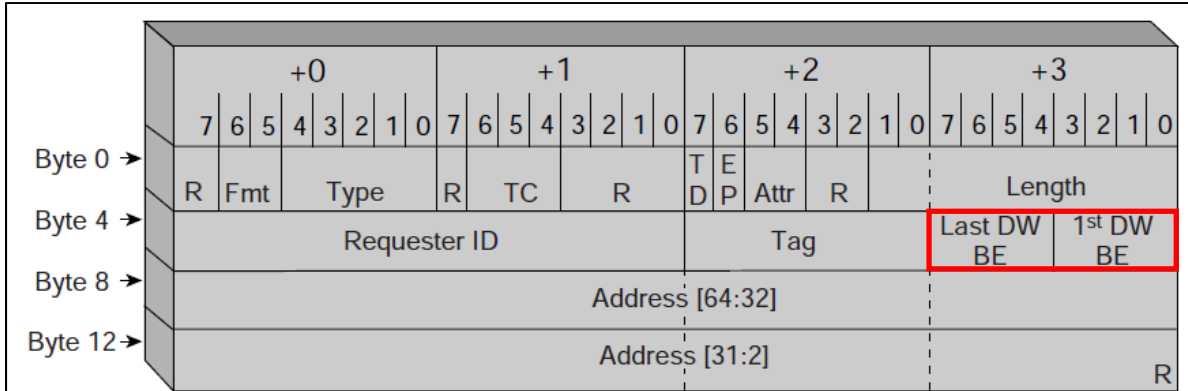 +0 +1 +2 +3
7 6 5 4 3 2 1 0 7 6 5 4 3 2 1 0 7 6 5 4 3 2 1 0 7 6 5 4 3 2 1 0
Byte 0 R Fmt Type R TC R TD EP Attr R Length
Byte 4 Requester ID Tag Last DW BE 1st DW BE
Byte 8 Address [64:32]
Byte 12 Address [31:2] R